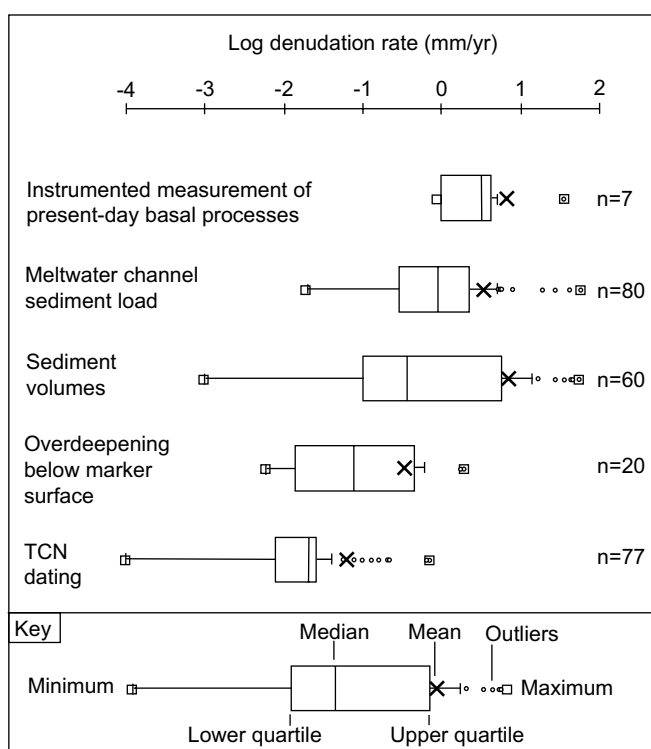 Log denudation rate (mm/yr)
-4 -3 -2 -1 0 1 2
Instrumented measurement of
present-day basal processes
n=7
Meltwater channel
sediment load
n=80
Sediment
volumes
n=60
Overdeepening
below marker
surface
n=20
TCN
dating
n=77
Key
Median Mean Outliers
Minimum Maximum
Lower quartile Upper quartile